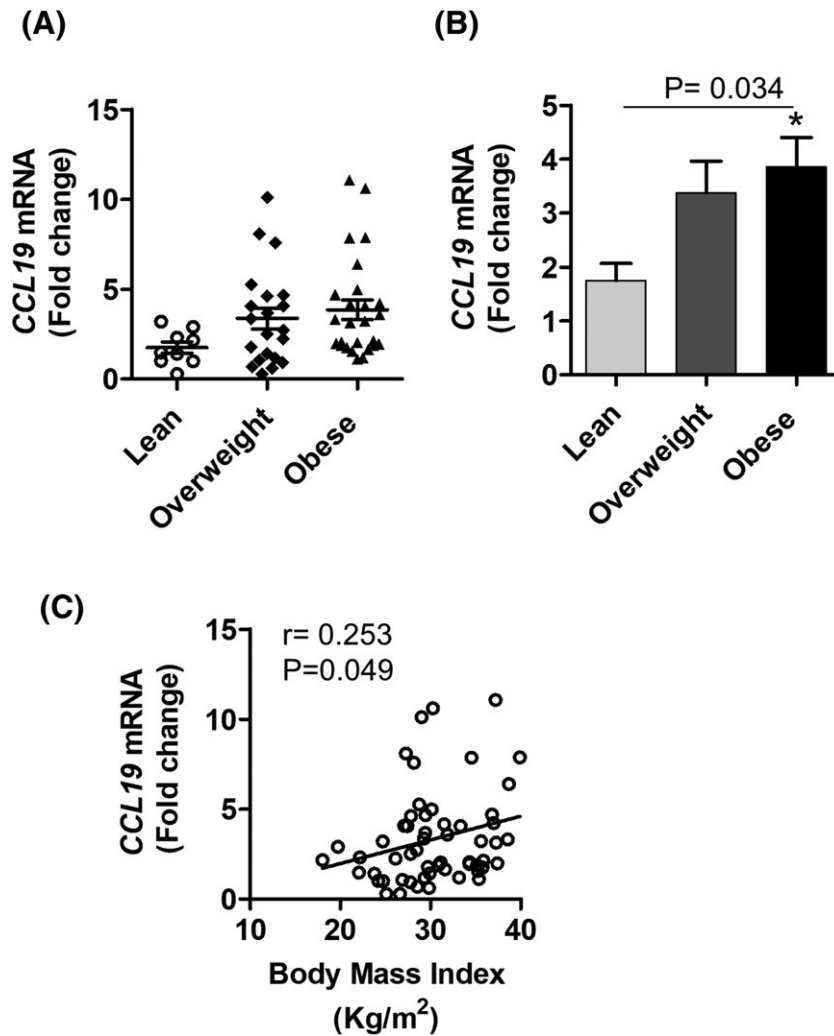 (A)
CCL19 mRNA
(Fold change)
15
10
5
0
Lean
Overweight
Obese
(B)
P= 0.034
*
CCL19 mRNA
(Fold change)
5
4
3
2
1
0
Lean
Overweight
Obese
(C)
r= 0.253
P=0.049
CCL19 mRNA
(Fold change)
15
10
5
0
10 20 30 40
Body Mass Index
(Kg/m²)